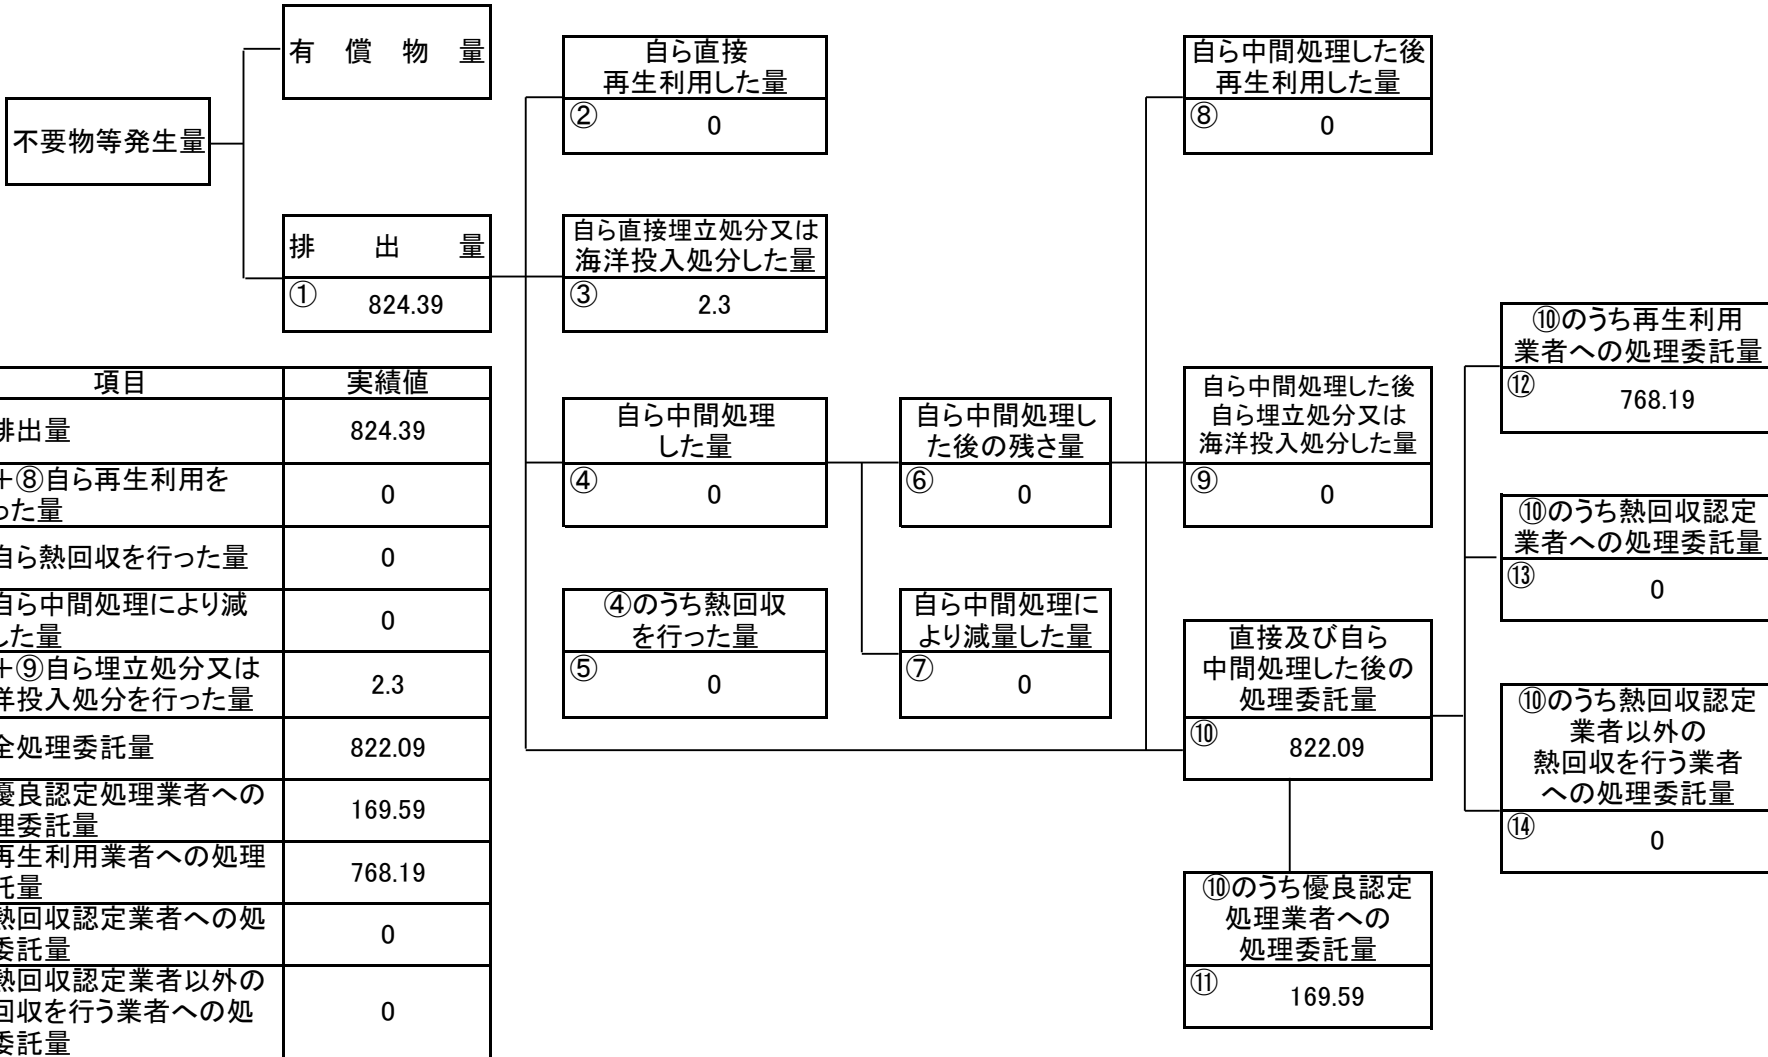 有償物量
不要物等発生量
排出量
① 824.39
自ら直接
再生利用した量
② 0
自ら直接埋立処分又は
海洋投入処分した量
③ 2.3
自ら中間処理
した量
④ 0
④のうち熱回収
を行った量
⑤ 0
自ら中間処理し
た後の残さ量
⑥ 0
自ら中間処理に
より減量した量
⑦ 0
自ら中間処理した後
再生利用した量
⑧ 0
自ら中間処理した後
自ら埋立処分又は
海洋投入処分した量
⑨ 0
直接及び自ら
中間処理した後の
処理委託量
⑩ 822.09
⑩のうち優良認定
処理業者への
処理委託量
⑪ 169.59
⑩のうち再生利用
業者への処理委託量
⑫ 768.19
⑩のうち熱回収認定
業者への処理委託量
⑬ 0
⑩のうち熱回収認定
業者以外の
熱回収を行う業者
への処理委託量
⑭ 0
項目 実績値
排出量 824.39
+⑧自ら再生利用を
った量 0
自ら熱回収を行った量 0
自ら中間処理により減
した量 0
+⑨自ら埋立処分又は
洋投入処分を行った量 2.3
全処理委託量 822.09
優良認定処理業者への
理委託量 169.59
再生利用業者への処理
託量 768.19
熱回収認定業者への処
委託量 0
熱回収認定業者以外の
回収を行う業者への処
委託量 0